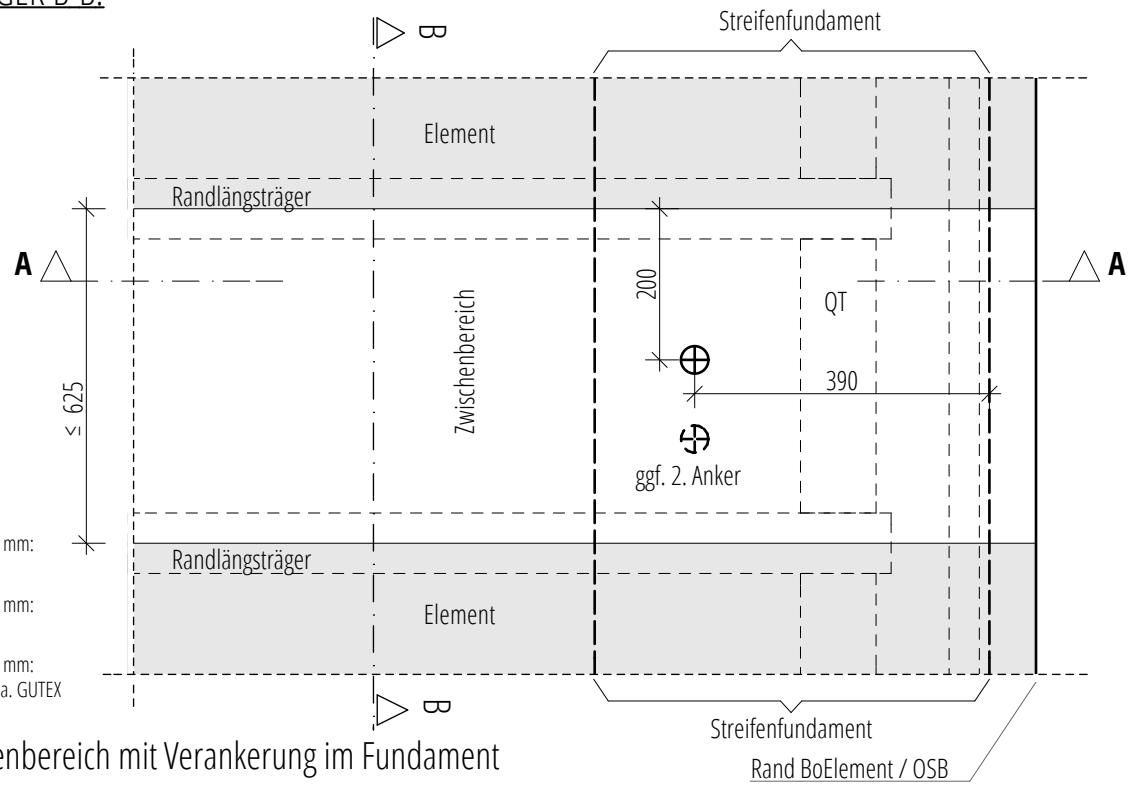 B
Streifenfundament
Element
Randlängsträger
A
A
200
QT
Zwischenbereich
≤ 625
390
ggf. 2. Anker
mm:
Randlängsträger
mm:
Element
mm:
a. GUTEX
B
Streifenfundament
enbereich mit Verankerung im Fundament
Rand BoElement / OSB